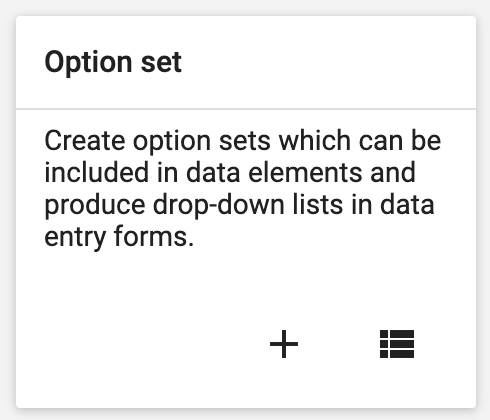 Option set
Create option sets which can be
included in data elements and
produce drop-down lists in data
entry forms.